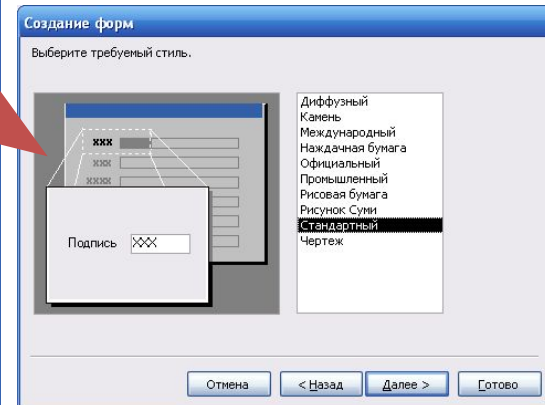 Создание форм
Выберите требуемый стиль.
xxx
xxx
xxxx
Подпись XXX
Диффузный
Камень
Международный
Наждачная бумага
Официальный
Промышленный
Рисовая бумага
Рисунок Суми
Стандартный
Чертеж
Отмена
< Назад
Далее >
Готово